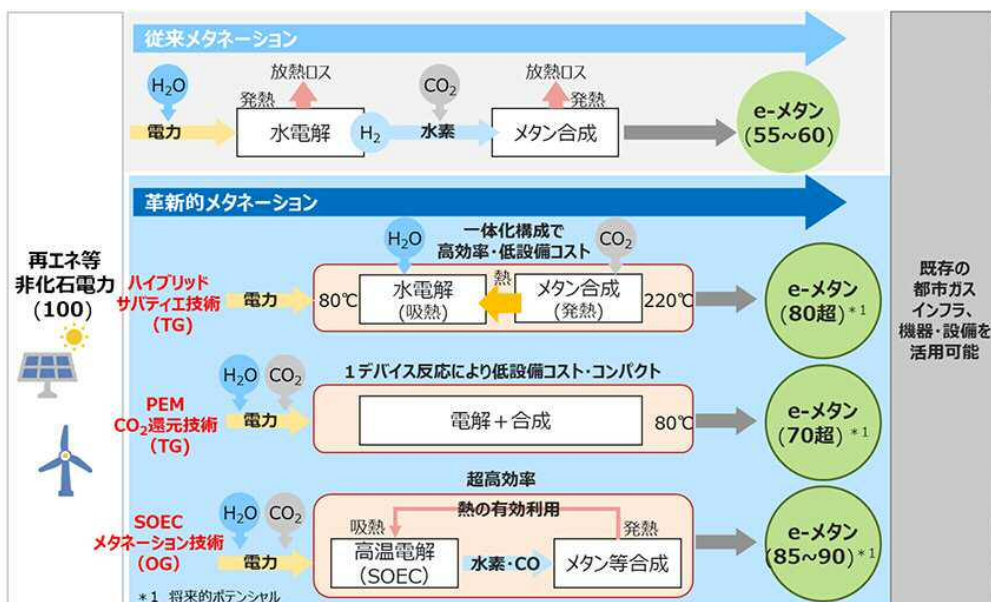 従来メタネーション
H₂O
放熱ロス
CO₂
放熱ロス
発熱
発熱
電力
水電解
H₂
水素
メタン合成
e-メタン
(55~60)
革新的メタネーション
再エネ等
非化石電力
(100)
ハイブリッド
サバティエ技術
(TG)
一体化構成で
高効率・低設備コスト
H₂O
CO₂
電力
80℃
水電解
(吸熱)
熱
メタン合成
(発熱)
220℃
e-メタン
(80超) *1
PEM
CO₂還元技術
(TG)
H₂O
CO₂
電力
1デバイス反応により低設備コスト・コンパクト
電解+合成
80℃
e-メタン
(70超) *1
SOEC
メタネーション技術
(OG)
H₂O
CO₂
電力
超高効率
熱の有効利用
吸熱
発熱
高温電解
(SOEC)
水素・CO
メタン等合成
e-メタン
(85~90) *1
*1 将来的ポテンシャル
既存の
都市ガス
インフラ、
機器・設備を
活用可能